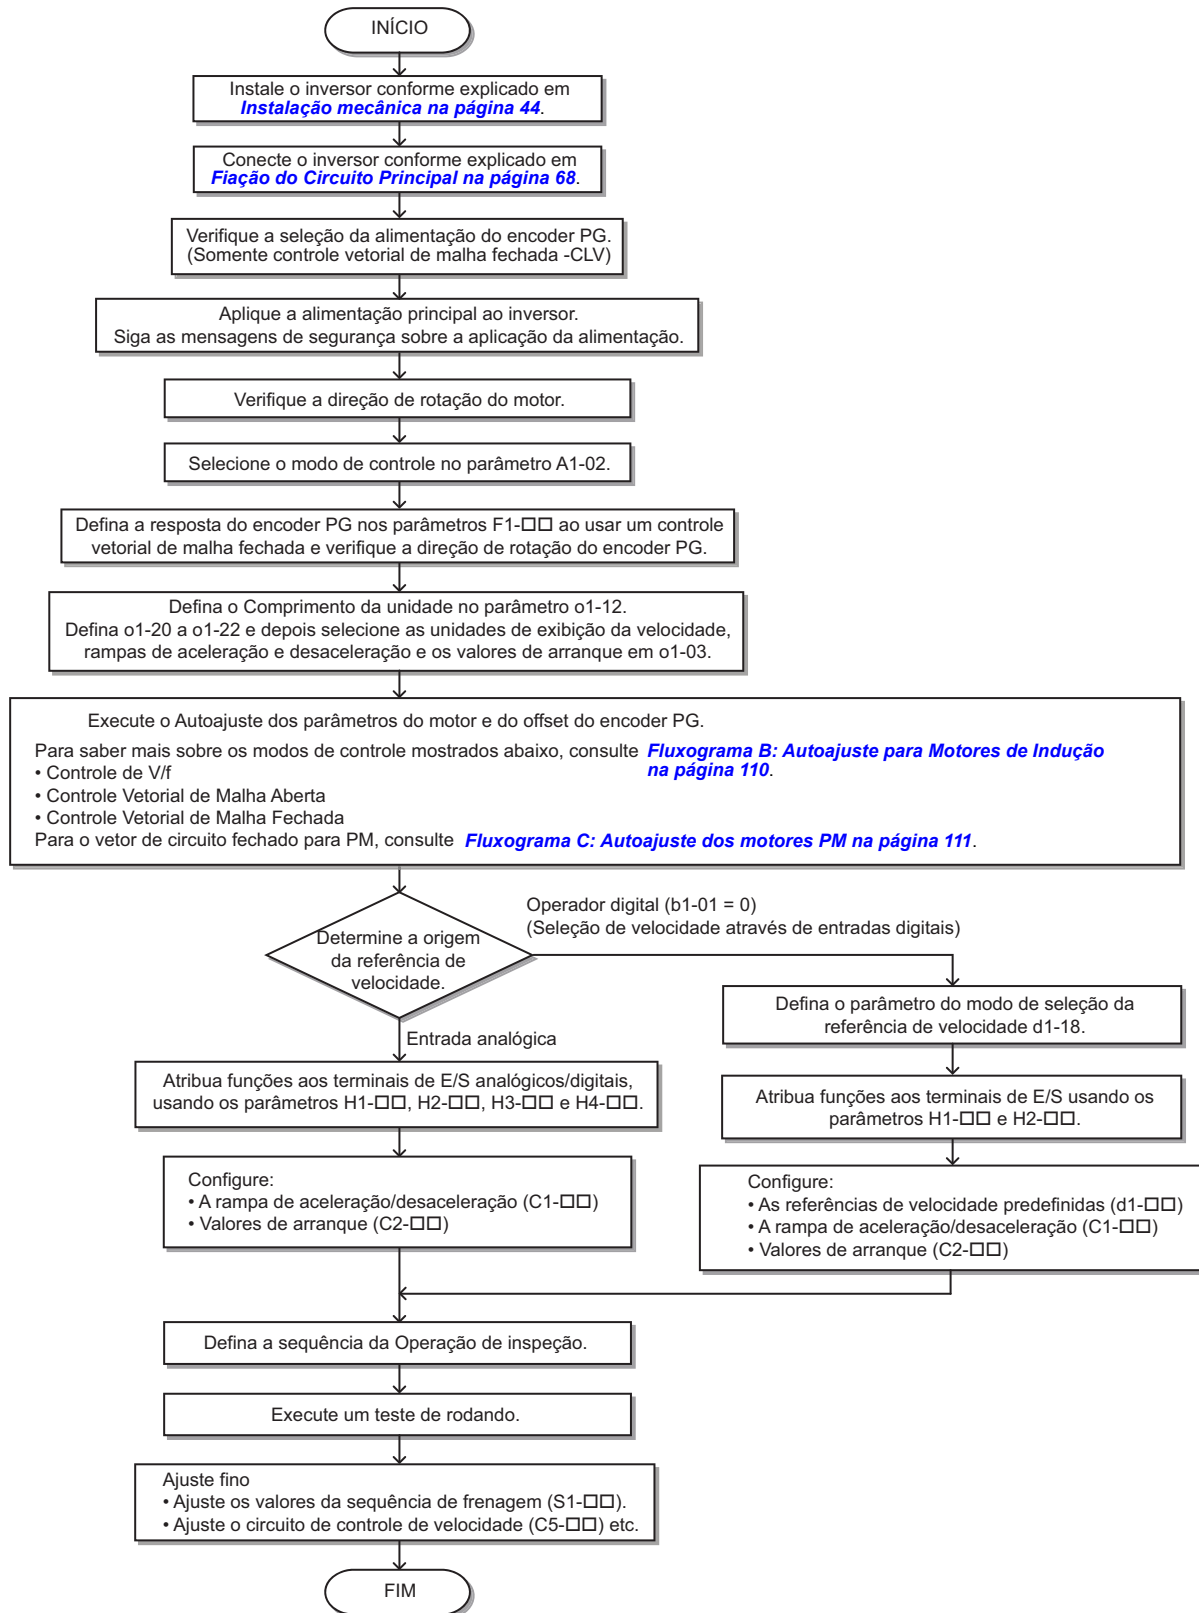 INÍCIO
Instale o inversor conforme explicado em
Instalação mecânica na página 44.
Conecte o inversor conforme explicado em
Fiação do Circuito Principal na página 68.
Verifique a seleção da alimentação do encoder PG.
(Somente controle vetorial de malha fechada -CLV)
Aplique a alimentação principal ao inversor.
Siga as mensagens de segurança sobre a aplicação da alimentação.
Verifique a direção de rotação do motor.
Selecione o modo de controle no parâmetro A1-02.
Defina a resposta do encoder PG nos parâmetros F1-□□ ao usar um controle
vetorial de malha fechada e verifique a direção de rotação do encoder PG.
Defina o Comprimento da unidade no parâmetro o1-12.
Defina o1-20 a o1-22 e depois selecione as unidades de exibição da velocidade,
rampas de aceleração e desaceleração e os valores de arranque em o1-03.
Execute o Autoajuste dos parâmetros do motor e do offset do encoder PG.
Para saber mais sobre os modos de controle mostrados abaixo, consulte Fluxograma B: Autoajuste para Motores de Indução
na página 110.
• Controle de V/f
• Controle Vetorial de Malha Aberta
• Controle Vetorial de Malha Fechada
Para o vetor de circuito fechado para PM, consulte Fluxograma C: Autoajuste dos motores PM na página 111.
Determine a origem
da referência de
velocidade.
Operador digital (b1-01 = 0)
(Seleção de velocidade através de entradas digitais)
Entrada analógica
Atribua funções aos terminais de E/S analógicos/digitais,
usando os parâmetros H1-□□, H2-□□, H3-□□ e H4-□□.
Configure:
• A rampa de aceleração/desaceleração (C1-□□)
• Valores de arranque (C2-□□)
Defina o parâmetro do modo de seleção da
referência de velocidade d1-18.
Atribua funções aos terminais de E/S usando os
parâmetros H1-□□ e H2-□□.
Configure:
• As referências de velocidade predefinidas (d1-□□)
• A rampa de aceleração/desaceleração (C1-□□)
• Valores de arranque (C2-□□)
Defina a sequência da Operação de inspeção.
Execute um teste de rodando.
Ajuste fino
• Ajuste os valores da sequência de frenagem (S1-□□).
• Ajuste o circuito de controle de velocidade (C5-□□) etc.
FIM